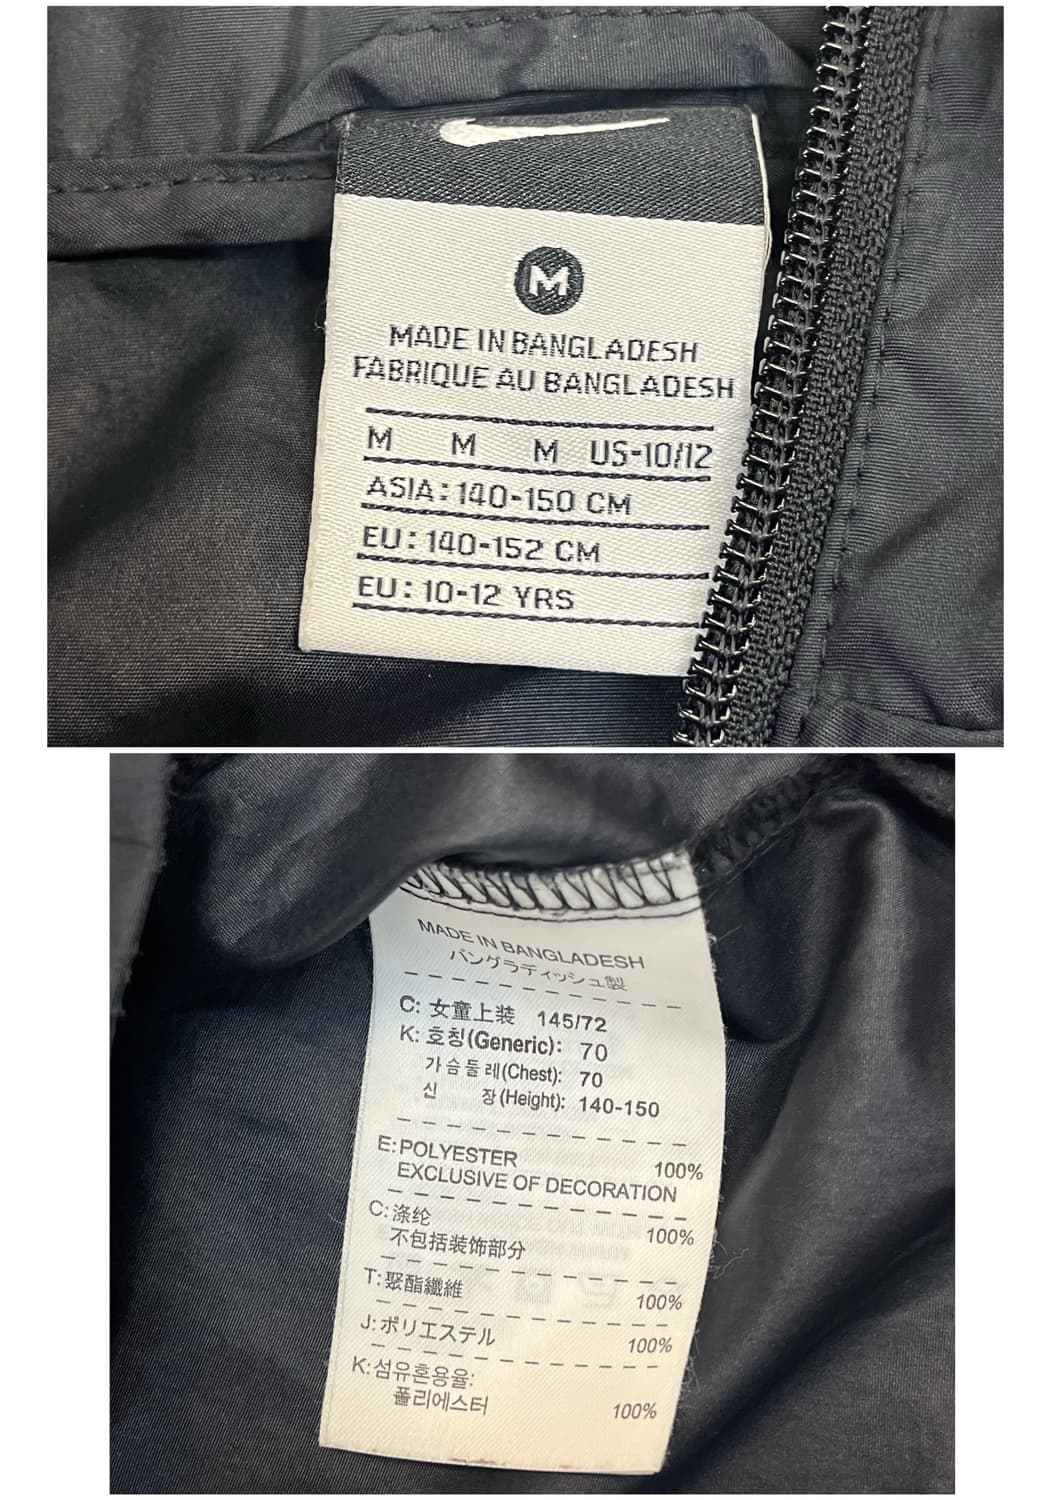 M
MADE IN BANGLADESH
FABRIQUE AU BANGLADESH
M M M US-10/12
ASIA: 140-150 CM
EU: 140-152 CM
EU: 10-12 YRS
MADE IN BANGLADESH
バングラディッシュ製
C: 女童上装 145/72
K: 호칭(Generic): 70
가슴둘레(Chest): 70
신 장(Height): 140-150
E: POLYESTER 100%
EXCLUSIVE OF DECORATION
C: 涤纶 100%
不包括装饰部分
T: 聚酯纖維 100%
J: ポリエステル 100%
K: 섬유혼용율:
폴리에스터 100%